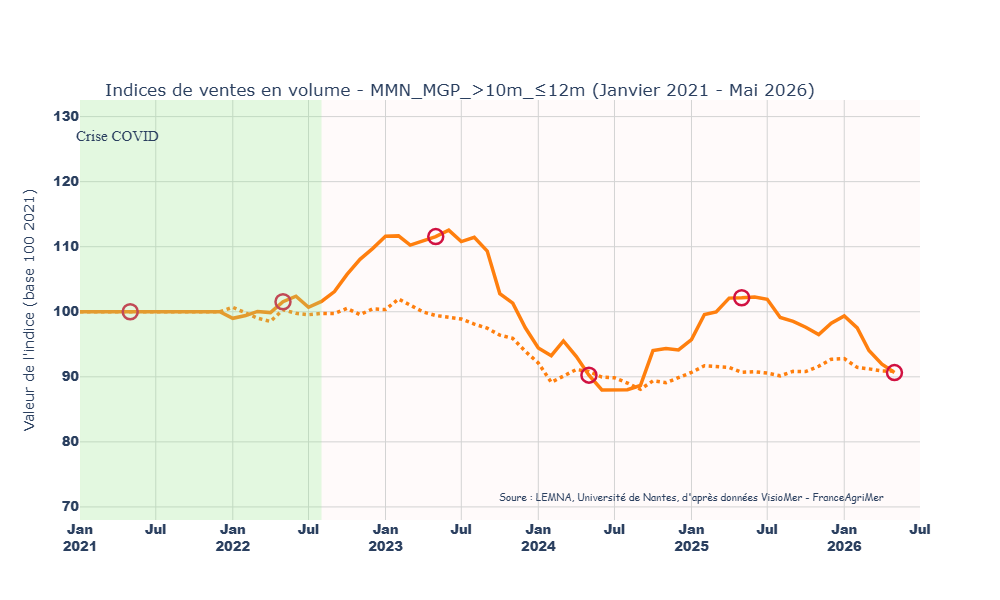 Indices de ventes en volume - MMN_MGP_>10m_≤12m (Janvier 2021 - Mai 2026)
130
Crise COVID
120
110
100
90
80
70
Valeur de l'indice (base 100 2021)
Soure : LEMNA, Université de Nantes, d'après données VisioMer - FranceAgriMer
Jan Jul Jan Jul Jan Jul Jan Jul Jan Jul Jan Jul
2021 2022 2023 2024 2025 2026